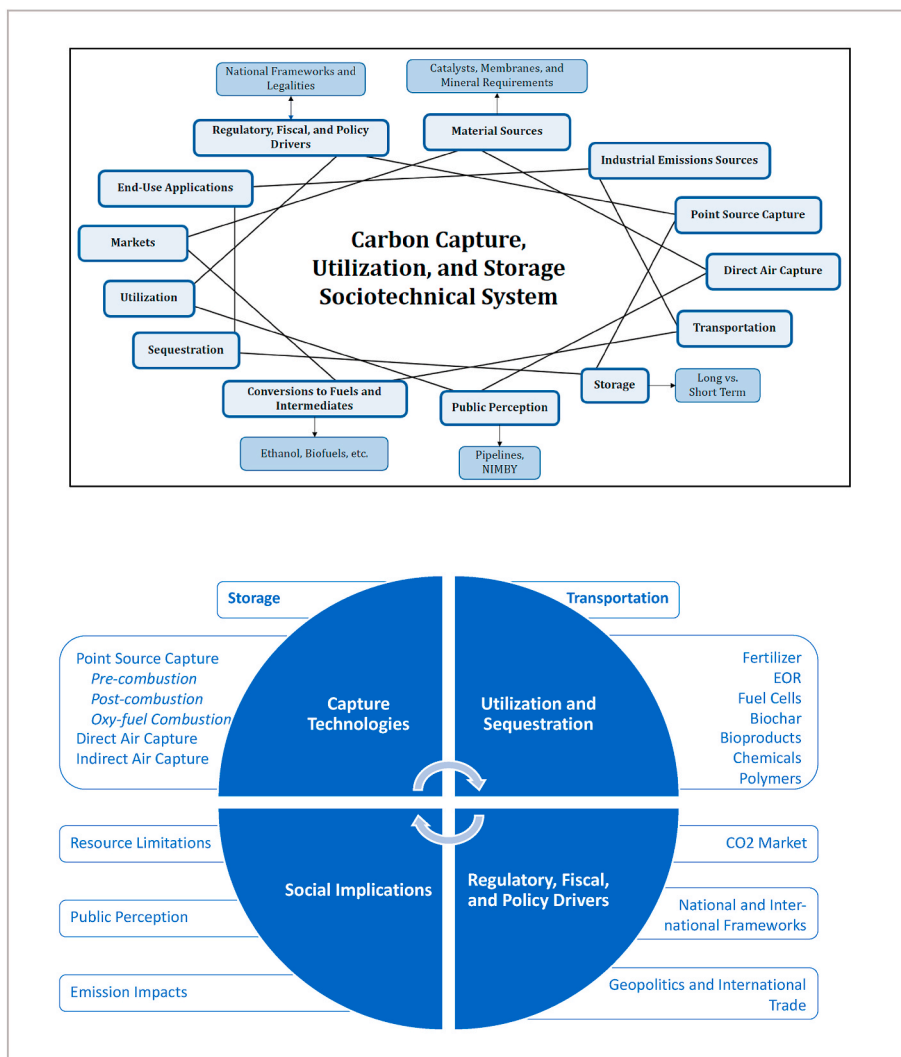 National Frameworks and
Legalities
Catalysts, Membranes, and
Mineral Requirements
Regulatory, Fiscal, and Policy
Drivers
Material Sources
Industrial Emissions Sources
End-Use Applications
Point Source Capture
Markets
Carbon Capture,
Utilization, and Storage
Sociotechnical System
Direct Air Capture
Utilization
Transportation
Sequestration
Storage
Long vs.
Short Term
Conversions to Fuels and
Intermediates
Public Perception
Ethanol, Biofuels, etc.
Pipelines,
NIMBY
Storage
Transportation
Point Source Capture
Pre-combustion
Post-combustion
Oxy-fuel Combustion
Direct Air Capture
Indirect Air Capture
Capture
Technologies
Utilization and
Sequestration
Fertilizer
EOR
Fuel Cells
Biochar
Bioproducts
Chemicals
Polymers
Resource Limitations
Public Perception
Emission Impacts
Social Implications
Regulatory, Fiscal,
and Policy Drivers
CO2 Market
National and Inter-
national Frameworks
Geopolitics and International
Trade